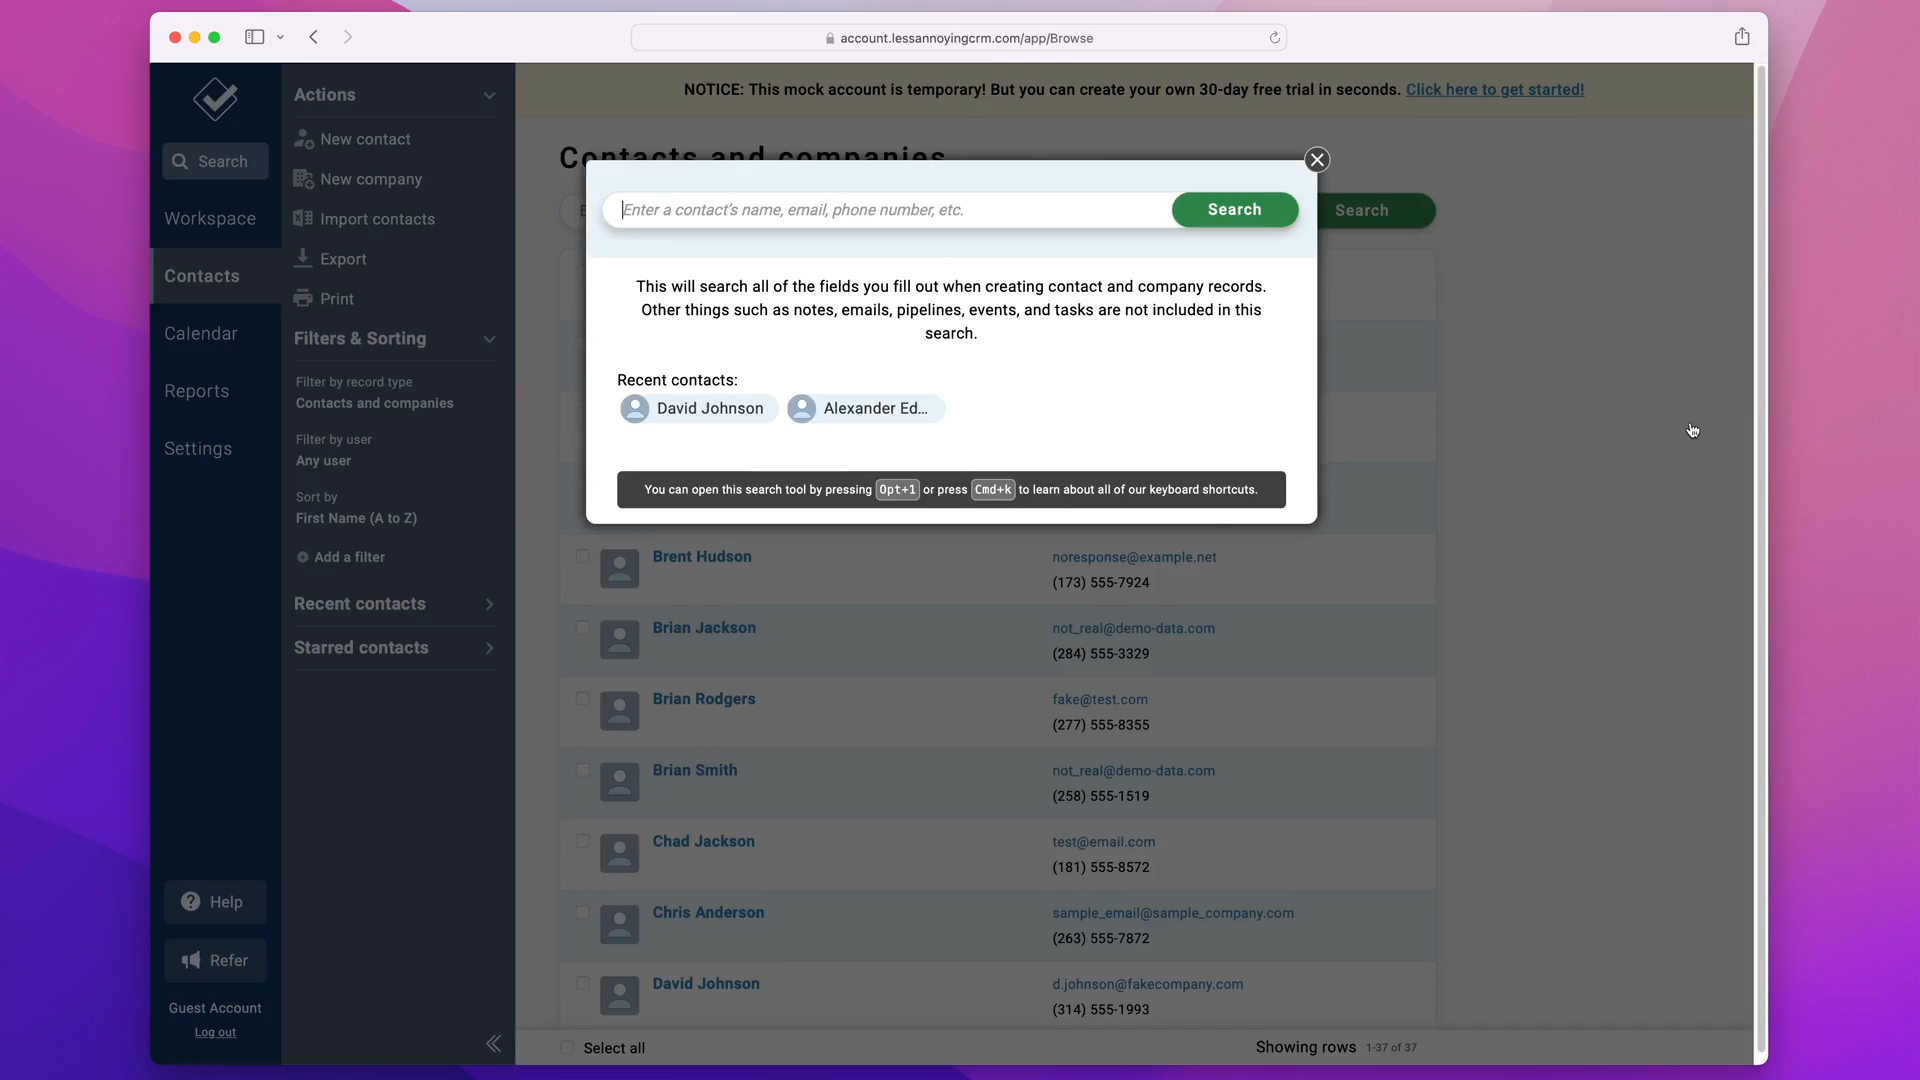 account.lessannoyingcrm.com/app/Browse
NOTICE: This mock account is temporary! But you can create your own 30-day free trial in seconds. Click here to get started!
Search
Workspace
Contacts
Calendar
Reports
Settings
Help
Refer
Guest Account
Log out
Actions
New contact
New company
Import contacts
Export
Print
Filters & Sorting
Filter by record type
Contacts and companies
Filter by user
Any user
Sort by
First Name (A to Z)
Add a filter
Recent contacts
Starred contacts
Contacts and companies
Search
Enter a contact's name, email, phone number, etc.
Search
This will search all of the fields you fill out when creating contact and company records.
Other things such as notes, emails, pipelines, events, and tasks are not included in this
search.
Recent contacts:
David Johnson
Alexander Ed...
You can open this search tool by pressing Opt+1 or press Cmd+k to learn about all of our keyboard shortcuts.
Brent Hudson
noresponse@example.net
(173) 555-7924
Brian Jackson
not_real@demo-data.com
(284) 555-3329
Brian Rodgers
fake@test.com
(277) 555-8355
Brian Smith
not_real@demo-data.com
(258) 555-1519
Chad Jackson
test@email.com
(181) 555-8572
Chris Anderson
sample_email@sample_company.com
(263) 555-7872
David Johnson
d.johnson@fakecompany.com
(314) 555-1993
Select all
Showing rows 1-37 of 37